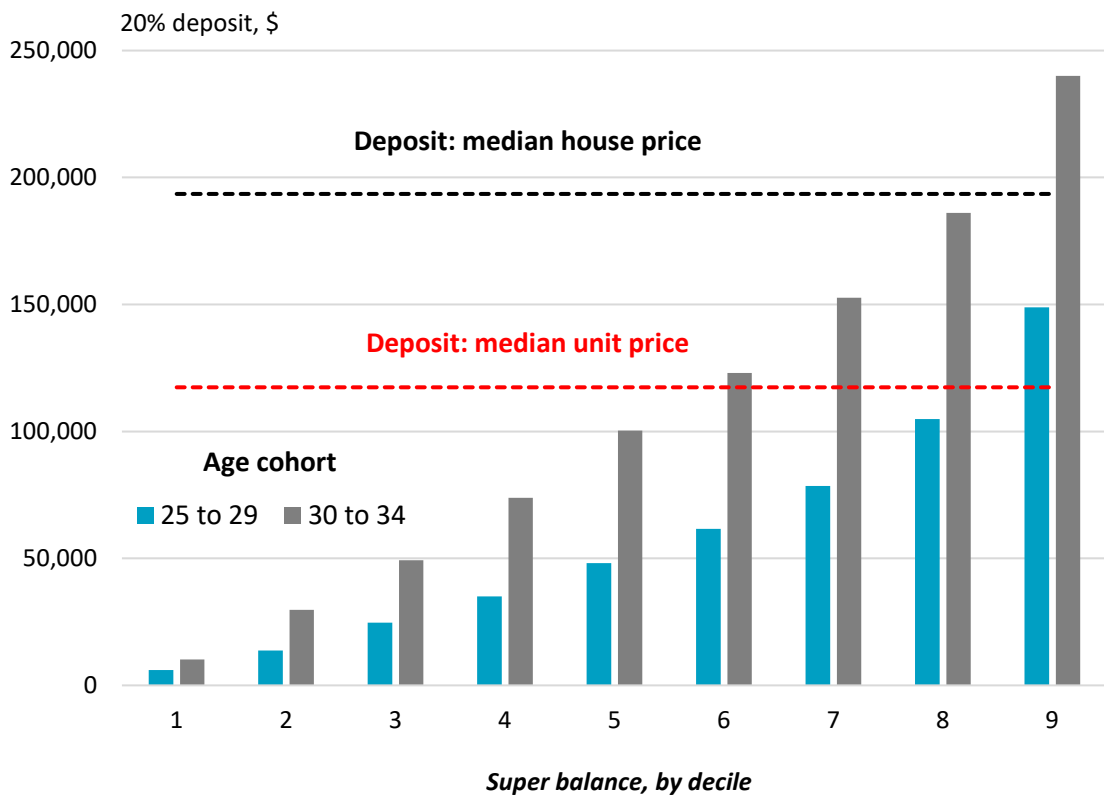 20% deposit, $
250,000
Deposit: median house price
200,000
150,000
Deposit: median unit price
100,000
Age cohort
25 to 29 30 to 34
50,000
0
1 2 3 4 5 6 7 8 9
Super balance, by decile